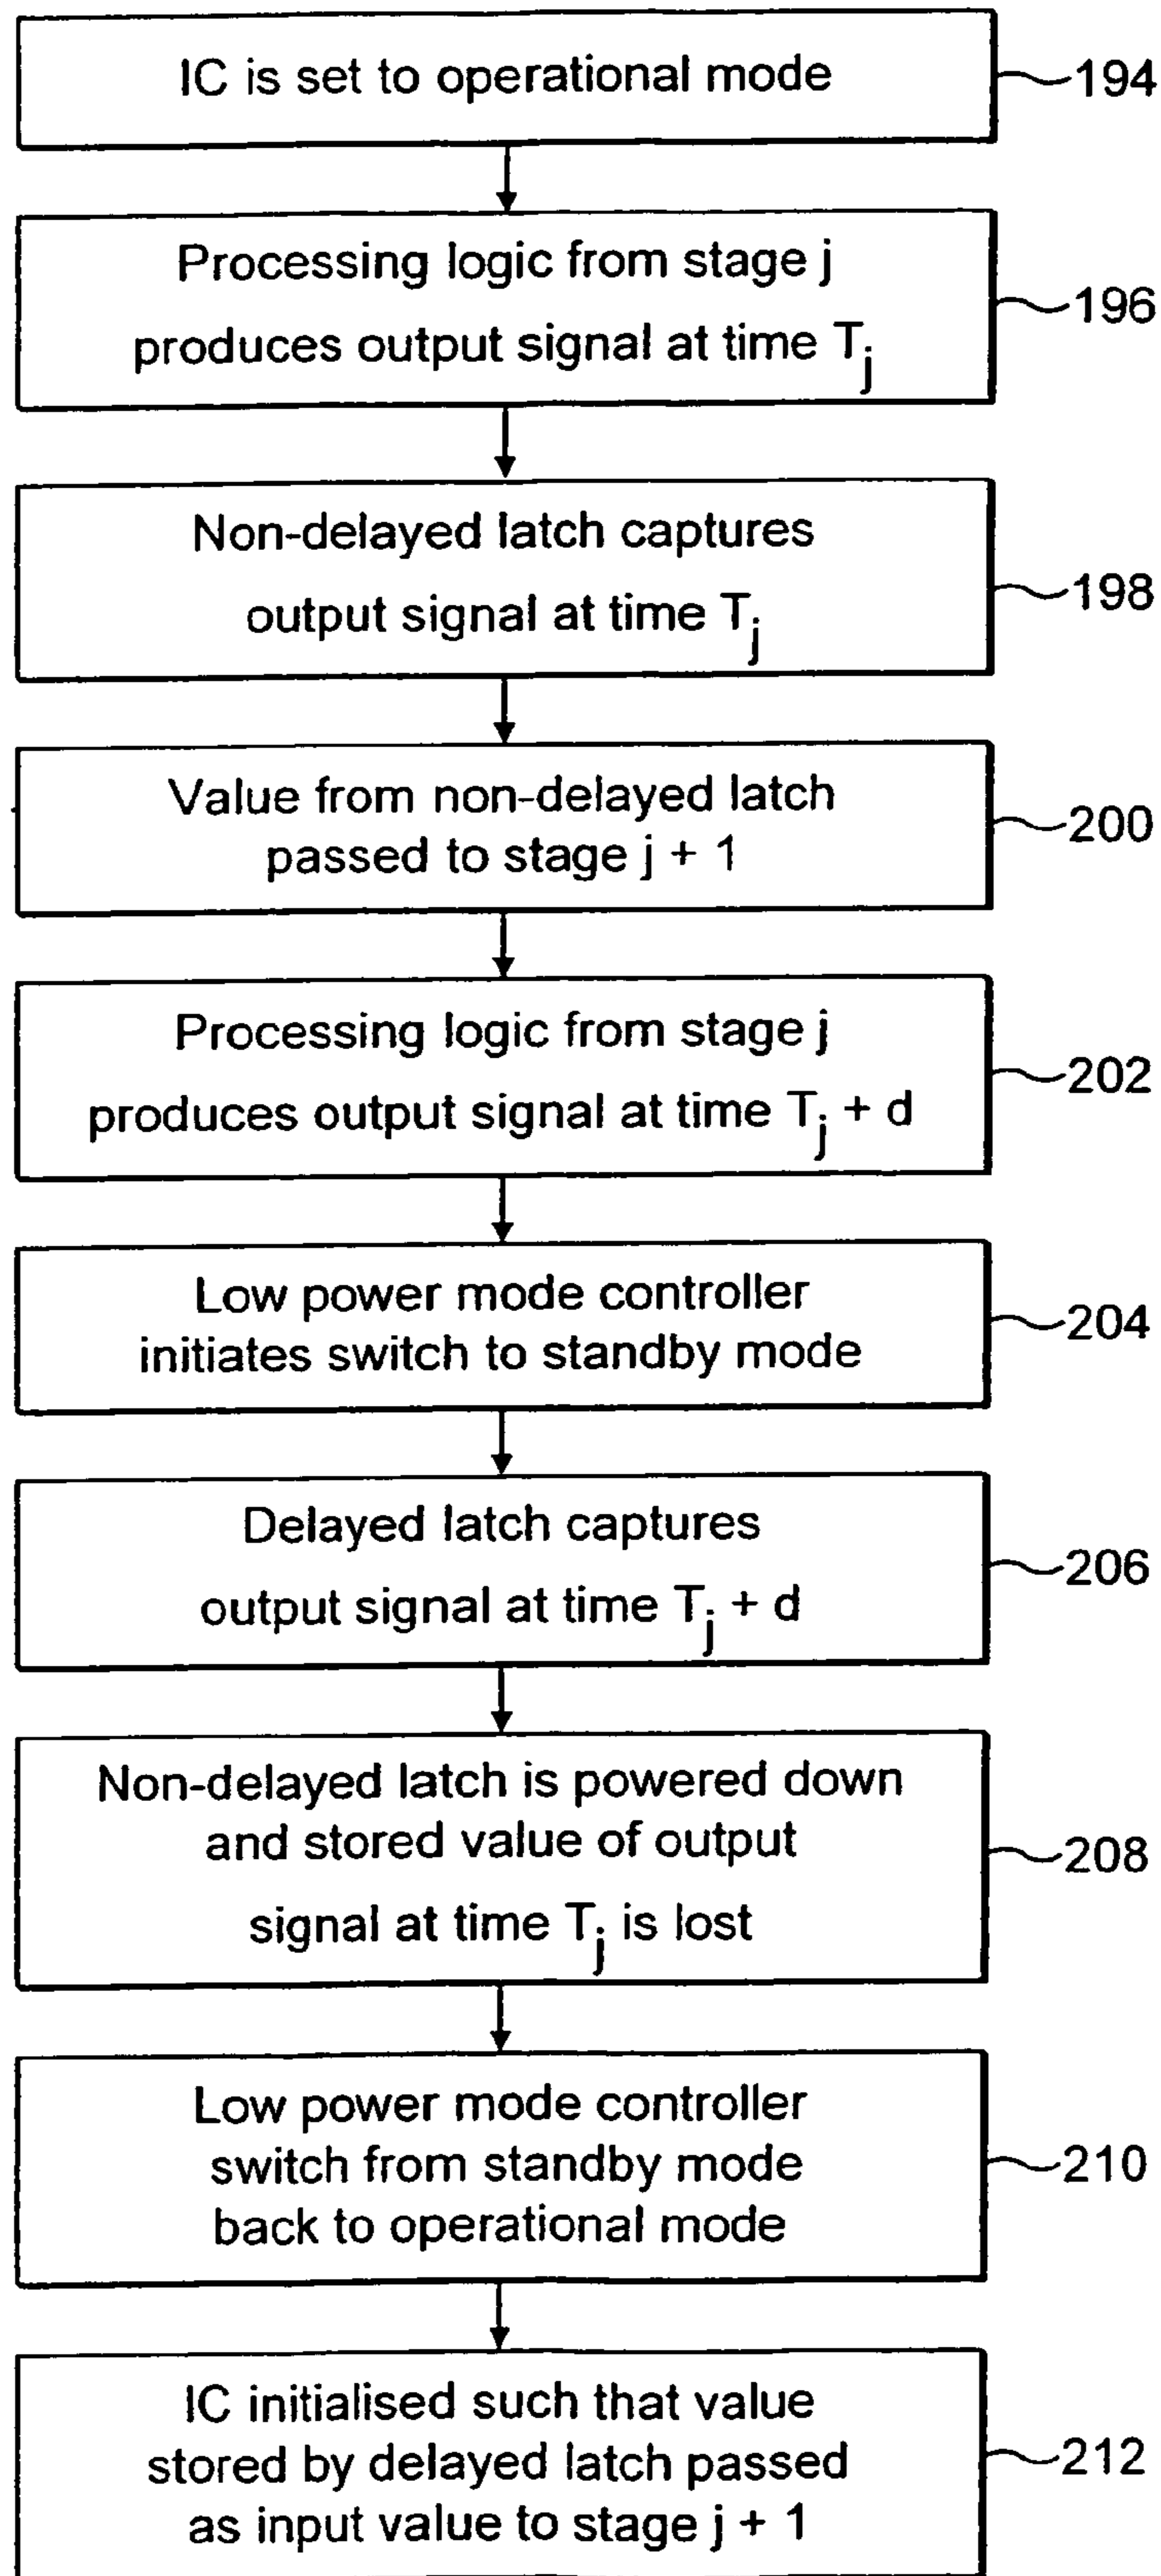 IC is set to operational mode
194
Processing logic from stage j
produces output signal at time Tj
196
Non-delayed latch captures
output signal at time Tj
198
Value from non-delayed latch
passed to stage j + 1
200
Processing logic from stage j
produces output signal at time Tj + d
202
Low power mode controller
initiates switch to standby mode
204
Delayed latch captures
output signal at time Tj + d
206
Non-delayed latch is powered down
and stored value of output
signal at time Tj is lost
208
Low power mode controller
switch from standby mode
back to operational mode
210
IC initialised such that value
stored by delayed latch passed
as input value to stage j + 1
212